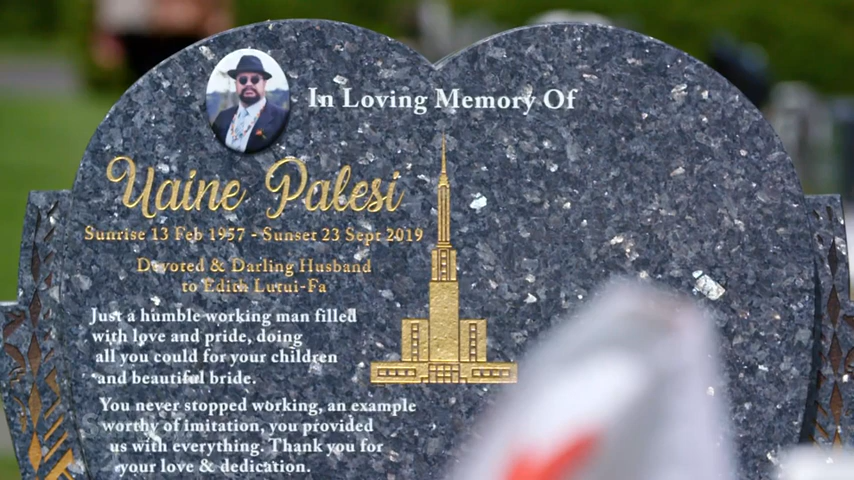 In Loving Memory Of
Uaine Palesi
Sunrise 13 Feb 1957 - Sunset 23 Sept 2019
Devoted & Darling Husband
to Edith Lutui-Fa
Just a humble working man filled
with love and pride, doing
all you could for your children
and beautiful bride.
You never stopped working, an example
worthy of imitation, you provided
us with everything. Thank you for
your love & dedication.